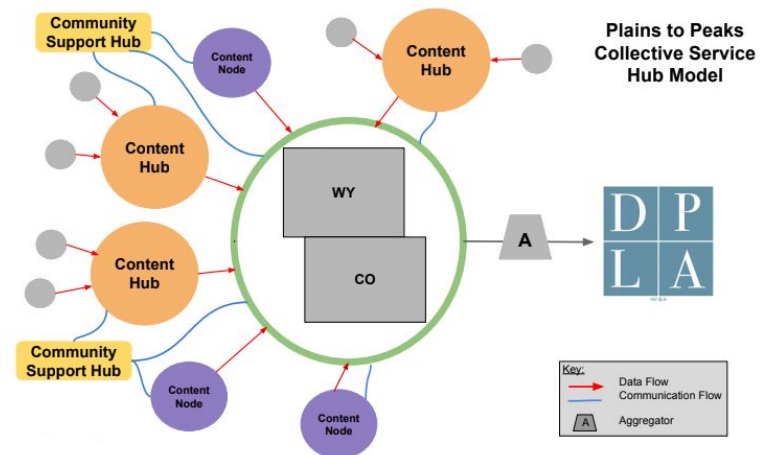 Community
Support Hub
Content
Node
Content
Hub
Plains to Peaks
Collective Service
Hub Model
Content
Hub
WY
CO
A
D P
L A
Content
Hub
Community
Support Hub
Content
Node
Content
Node
Key:
Data Flow
Communication Flow
A
Aggregator